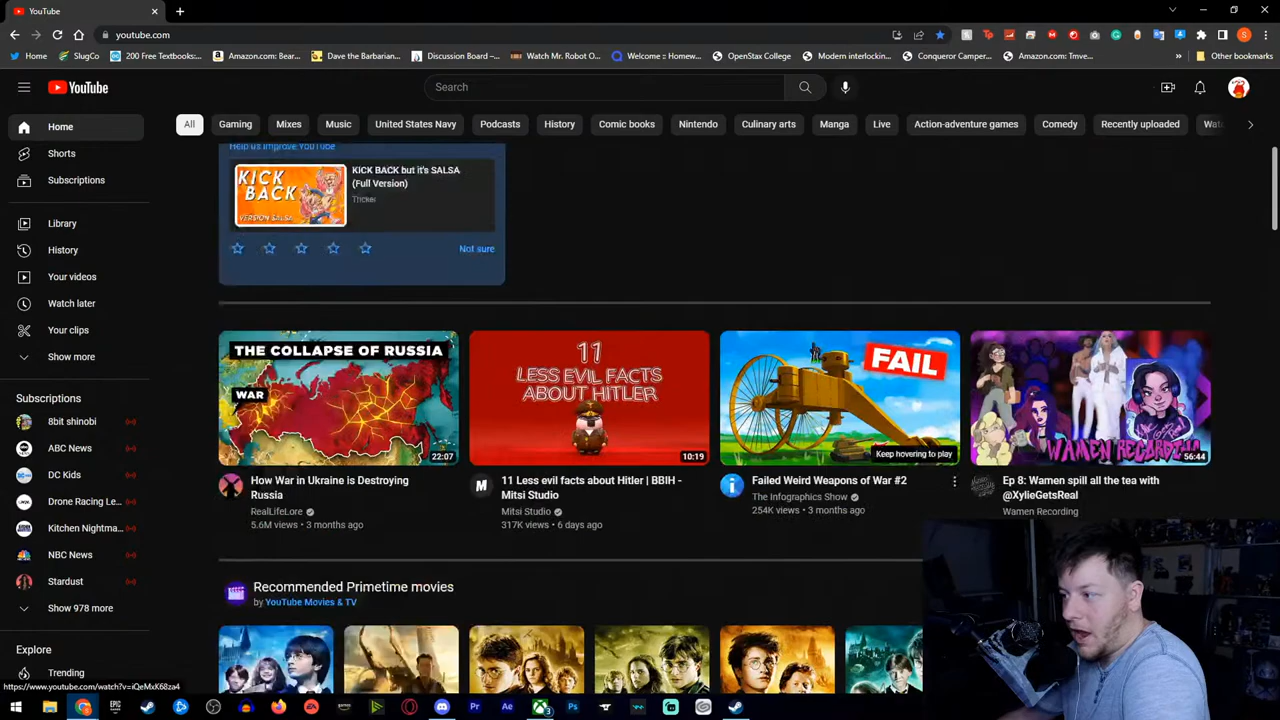 YouTube
youtube.com
Home
SlugCo
200 Free Textbooks:...
Amazon.com: Bear...
Dave the Barbarian...
Discussion Board –...
Watch Mr. Robot O...
Welcome :: Homew...
OpenStax College
Modern interlockin...
Conqueror Camper...
Amazon.com: Tmve...
»
Other bookmarks
YouTube
Search
All
Gaming
Mixes
Music
United States Navy
Podcasts
History
Comic books
Nintendo
Culinary arts
Manga
Live
Action-adventure games
Comedy
Recently uploaded
Wat
Home
Shorts
Subscriptions
Library
History
Your videos
Watch later
Your clips
Show more
Subscriptions
8bit shinobi
ABC News
DC Kids
Drone Racing Le...
Kitchen Nightma...
NBC News
Stardust
Show 978 more
Explore
Trending
Help us improve YouTube
KICK
BACK
VERSION SALSA
KICK BACK but it's SALSA
(Full Version)
Tricker
Not sure
THE COLLAPSE OF RUSSIA
WAR
22:07
How War in Ukraine is Destroying
Russia
RealLifeLore
5.6M views • 3 months ago
11
LESS EVIL FACTS
ABOUT HITLER
10:19
M
11 Less evil facts about Hitler | BBIH -
Mitsi Studio
Mitsi Studio
317K views • 6 days ago
FAIL
Keep hovering to play
Failed Weird Weapons of War #2
The Infographics Show
254K views • 3 months ago
WAMEN RECORDING
56:44
Ep 8: Wamen spill all the tea with
@XylieGetsReal
Wamen Recording
Recommended Primetime movies
by YouTube Movies & TV
https://www.youtube.com/watch?v=iQeMxK68za4